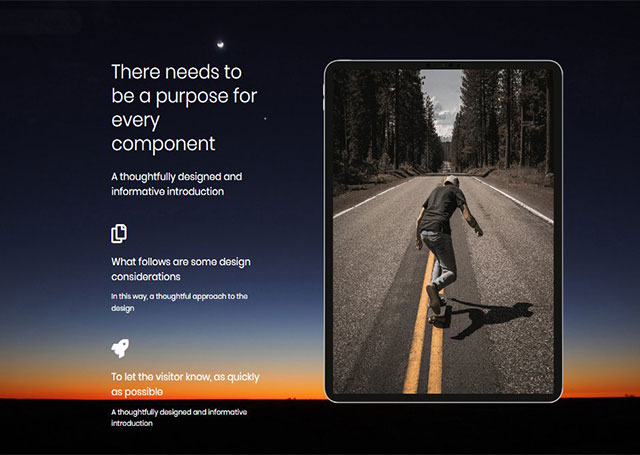 There needs to
be a purpose for
every
component
A thoughtfully designed and
informative introduction
What follows are some design
considerations
In this way, a thoughtful approach to the
design
To let the visitor know, as quickly
as possible
A thoughtfully designed and informative
introduction